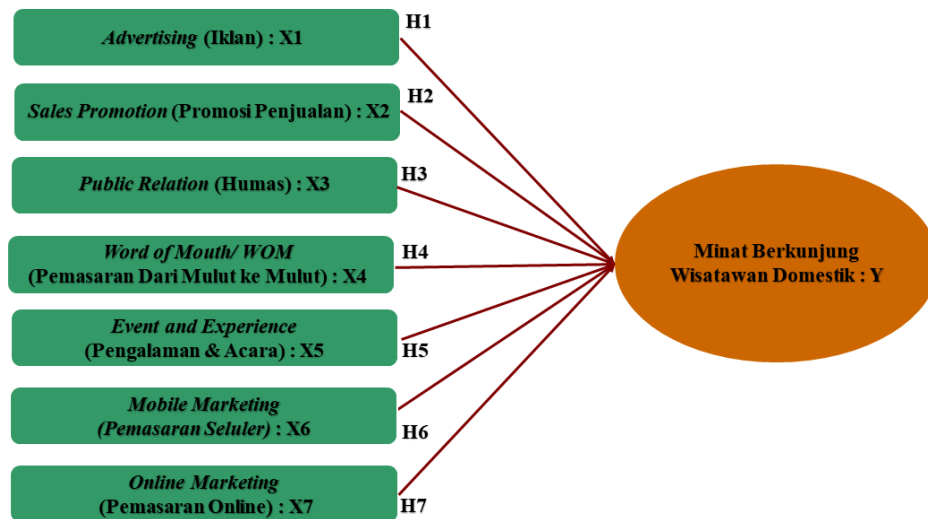 H1
Advertising (Iklan) : X1
H2
Sales Promotion (Promosi Penjualan) : X2
H3
Public Relation (Humas) : X3
H4
Word of Mouth/ WOM
(Pemasaran Dari Mulut ke Mulut) : X4
Event and Experience
(Pengalaman & Acara) : X5
H5
Mobile Marketing
(Pemasaran Seluler) : X6
H6
Online Marketing
(Pemasaran Online) : X7
H7
Minat Berkunjung
Wisatawan Domestik : Y